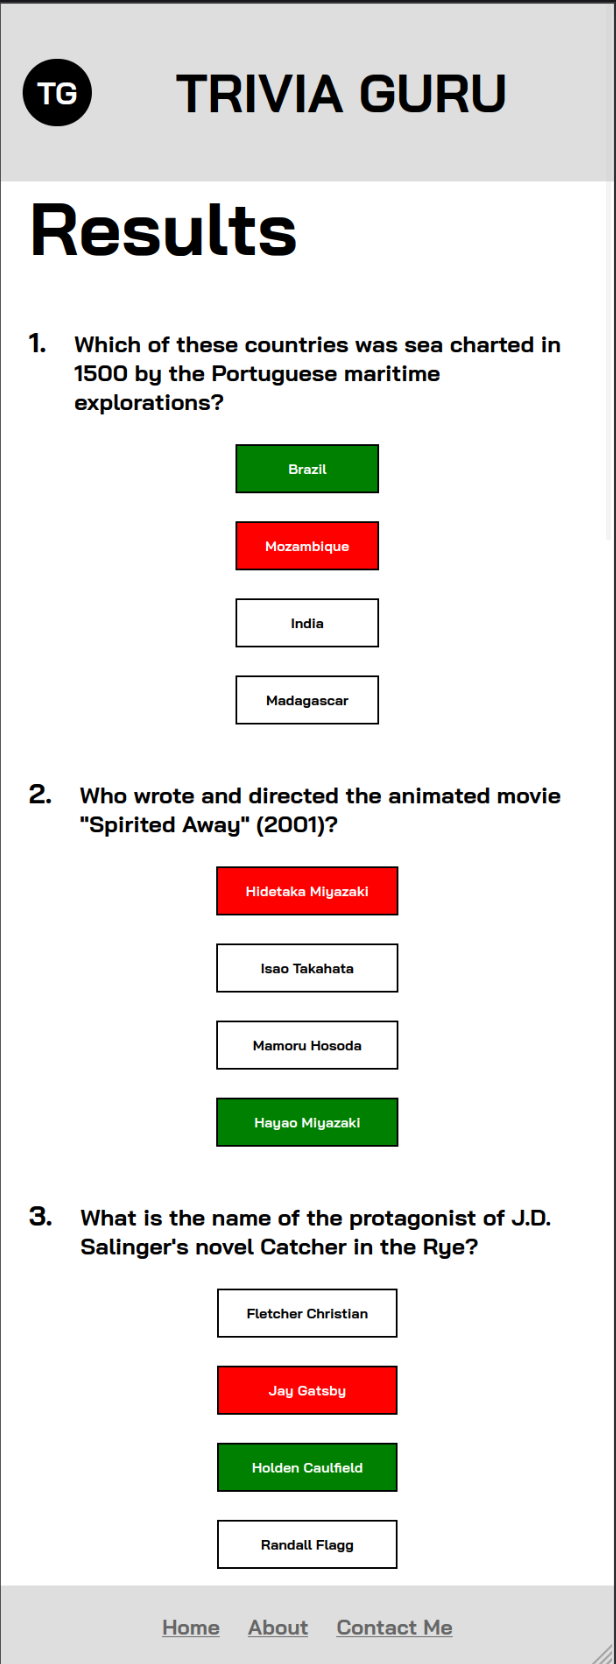 TG
TRIVIA GURU
Results
1. Which of these countries was sea charted in
1500 by the Portuguese maritime
explorations?
Brazil
Mozambique
India
Madagascar
2. Who wrote and directed the animated movie
"Spirited Away" (2001)?
Hidetaka Miyazaki
Isao Takahata
Mamoru Hosoda
Hayao Miyazaki
3. What is the name of the protagonist of J.D.
Salinger's novel Catcher in the Rye?
Fletcher Christian
Jay Gatsby
Holden Caulfield
Randall Flagg
Home About Contact Me